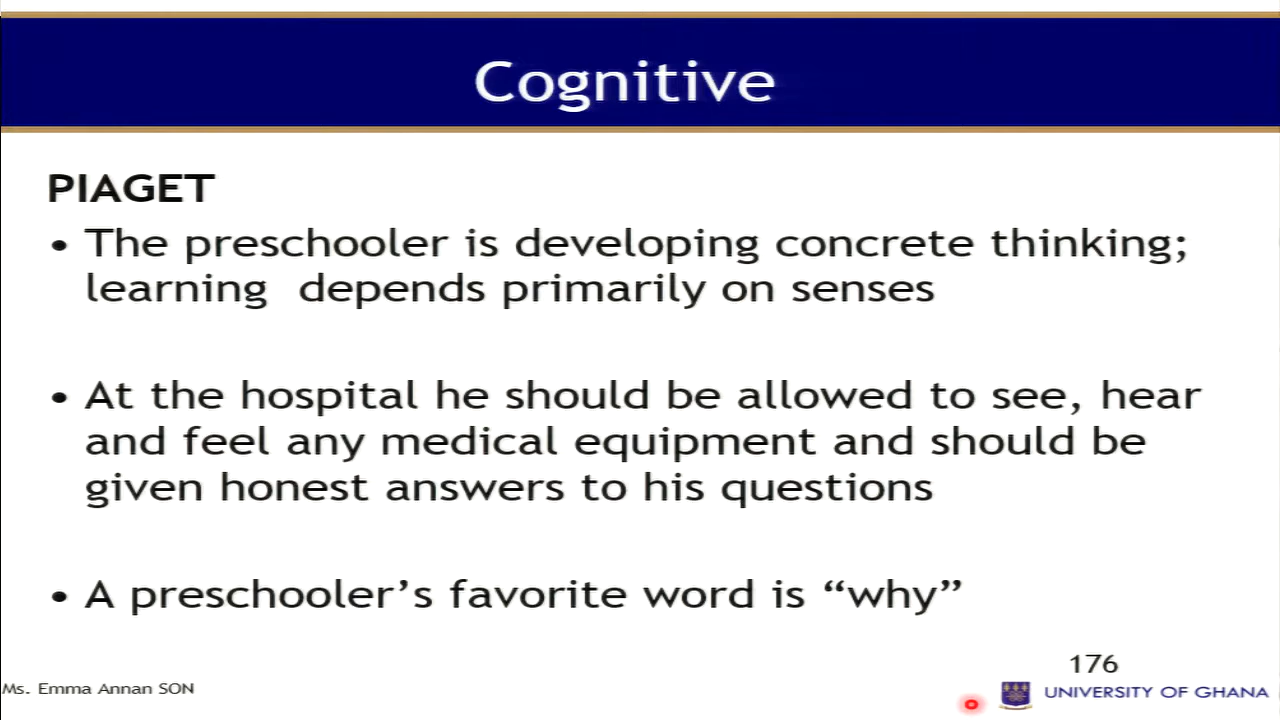 Cognitive
PIAGET
• The preschooler is developing concrete thinking;
learning depends primarily on senses
• At the hospital he should be allowed to see, hear
and feel any medical equipment and should be
given honest answers to his questions
• A preschooler’s favorite word is “why”
176
Ms. Emma Annan SON
UNIVERSITY OF GHANA